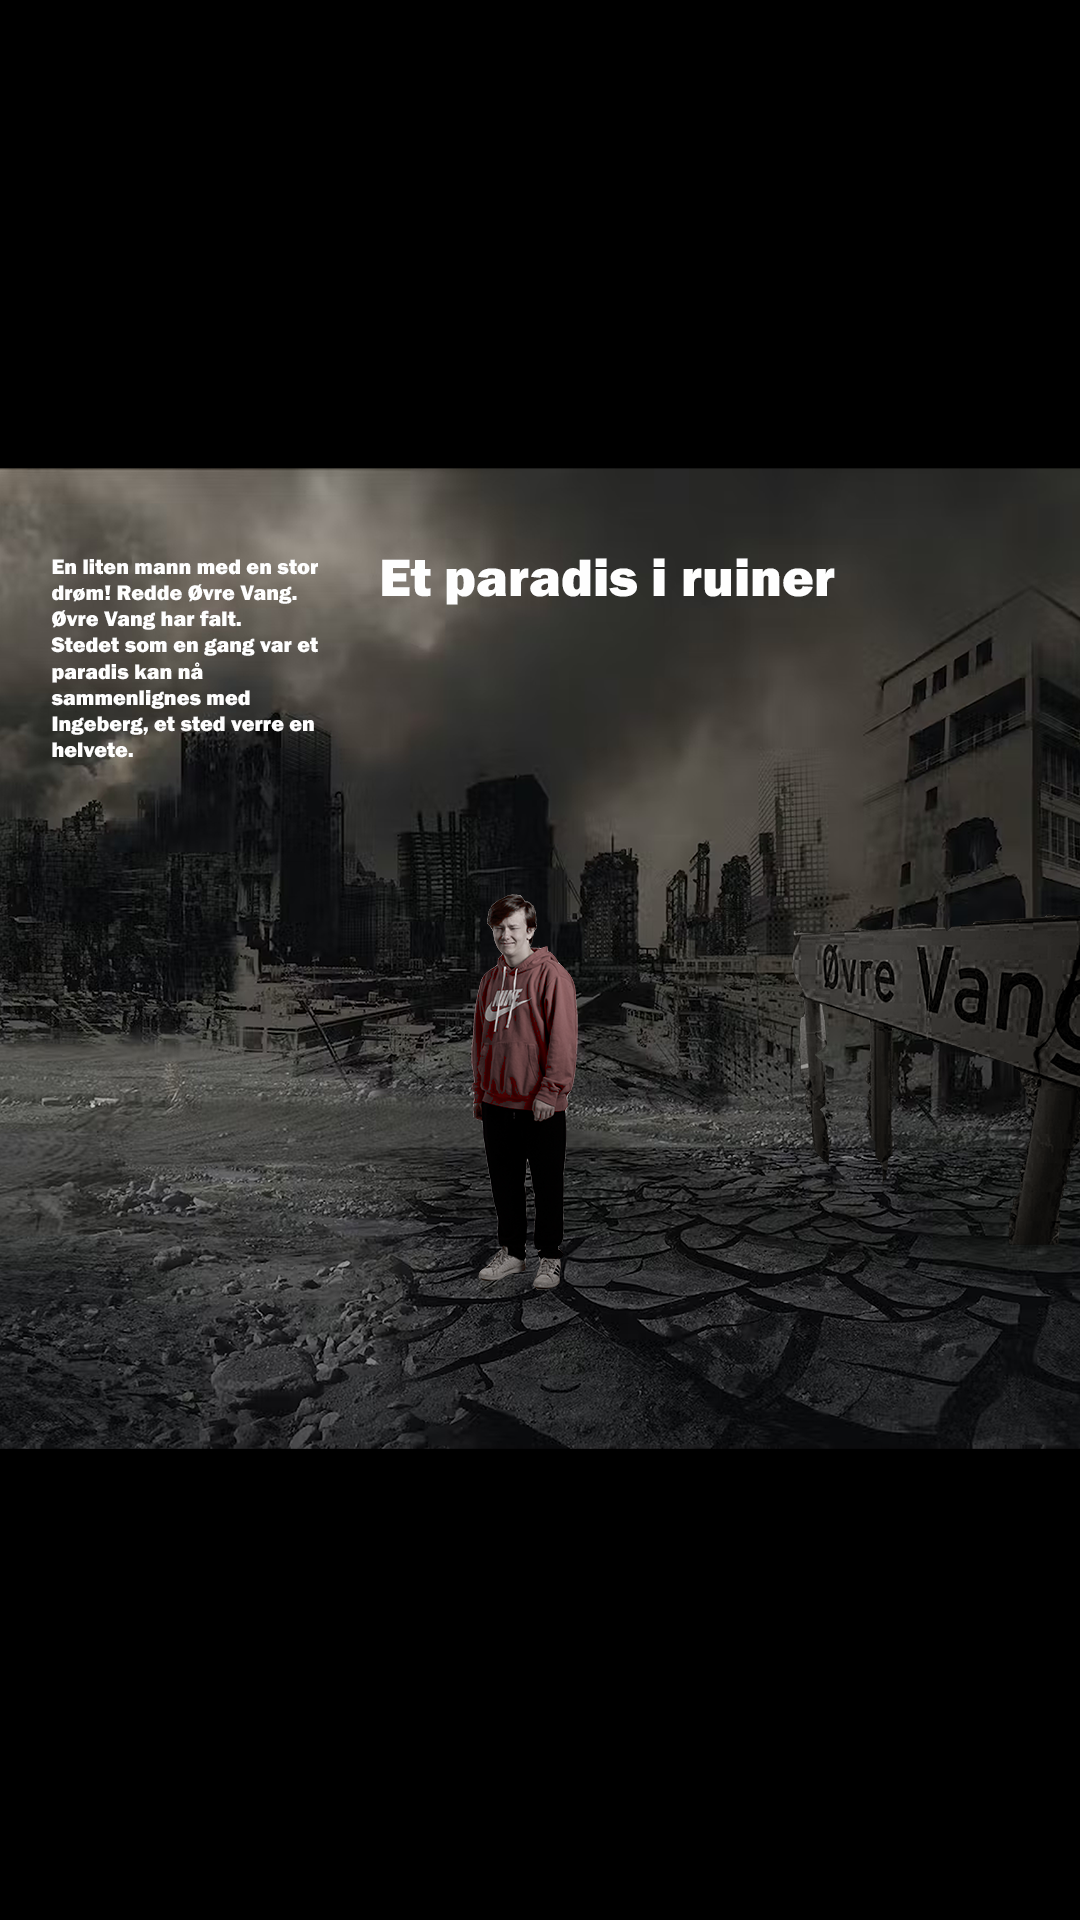 Et paradis i ruiner
En liten mann med en stor
drøm! Redde Øvre Vang.
Øvre Vang har falt.
Stedet som en gang var et
paradis kan nå
sammenlignes med
Ingeberg, et sted verre en
helvete.
NIKE
Øvre Vang